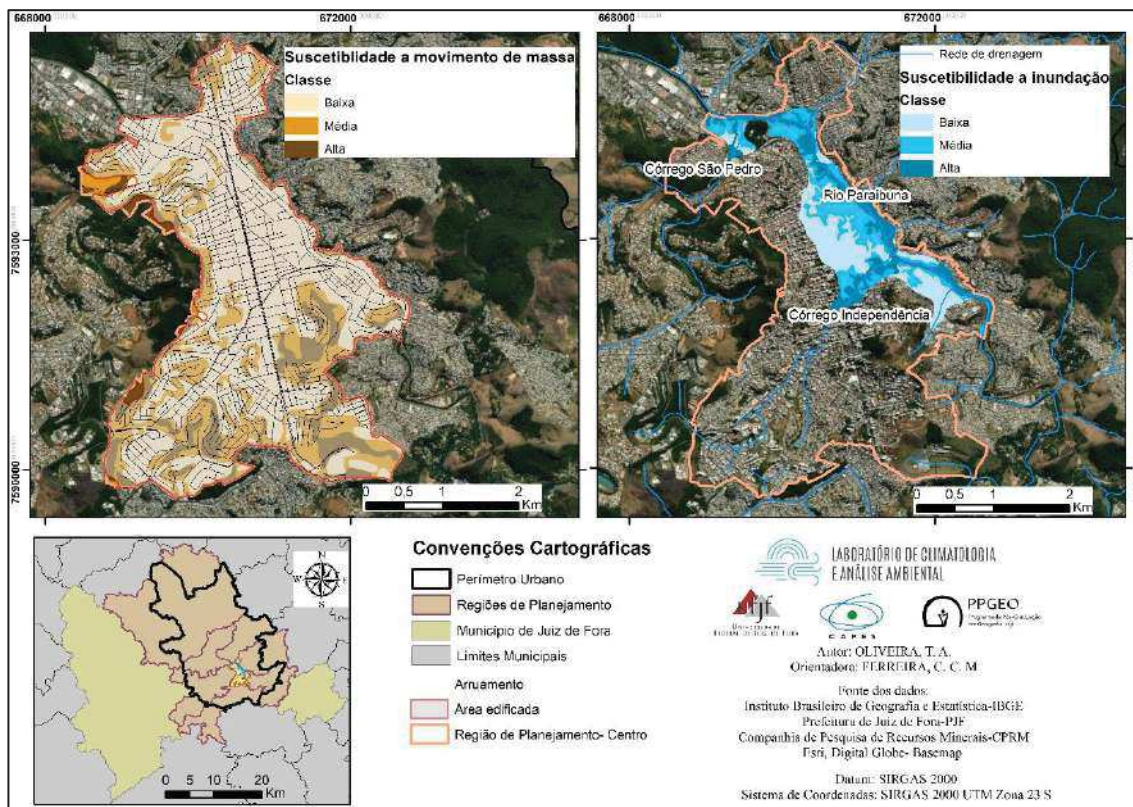 668000
672000
Suscetiblidade a movimento de massa
Classe
Baixa
Média
Alta
7593000
7590000
0 0,5 1 2
Km
668000
672000
Rede de drenagem
Suscetibilidade a inundação
Classe
Baixa
Média
Alta
Córrego São Pedro
Rio Paraibuna
Córrego Independência
0 0,5 1 2
Km
N
W E
S
0 5 10 20
Km
Convenções Cartográficas
Perímetro Urbano
Regiões de Planejamento
Município de Juiz de Fora
Limites Municipais
Arruamento
Área edificada
Região de Planejamento- Centro
LABORATÓRIO DE CLIMATOLOGIA
E ANÁLISE AMBIENTAL
ufjf
CAPES
PPGEO
Autor: OLIVEIRA, T. A.
Orientadora: FERREIRA, C. C. M
Fonte dos dados:
Instituto Brasileiro de Geografia e Estatística-IBGE
Prefeitura de Juiz de Fora-PJF
Companhia de Pesquisa de Recursos Minerais-CPRM
Esri, Digital Globe- Basemap
Datum: SIRGAS 2000
Sistema de Coordenadas: SIRGAS 2000 UTM Zona 23 S